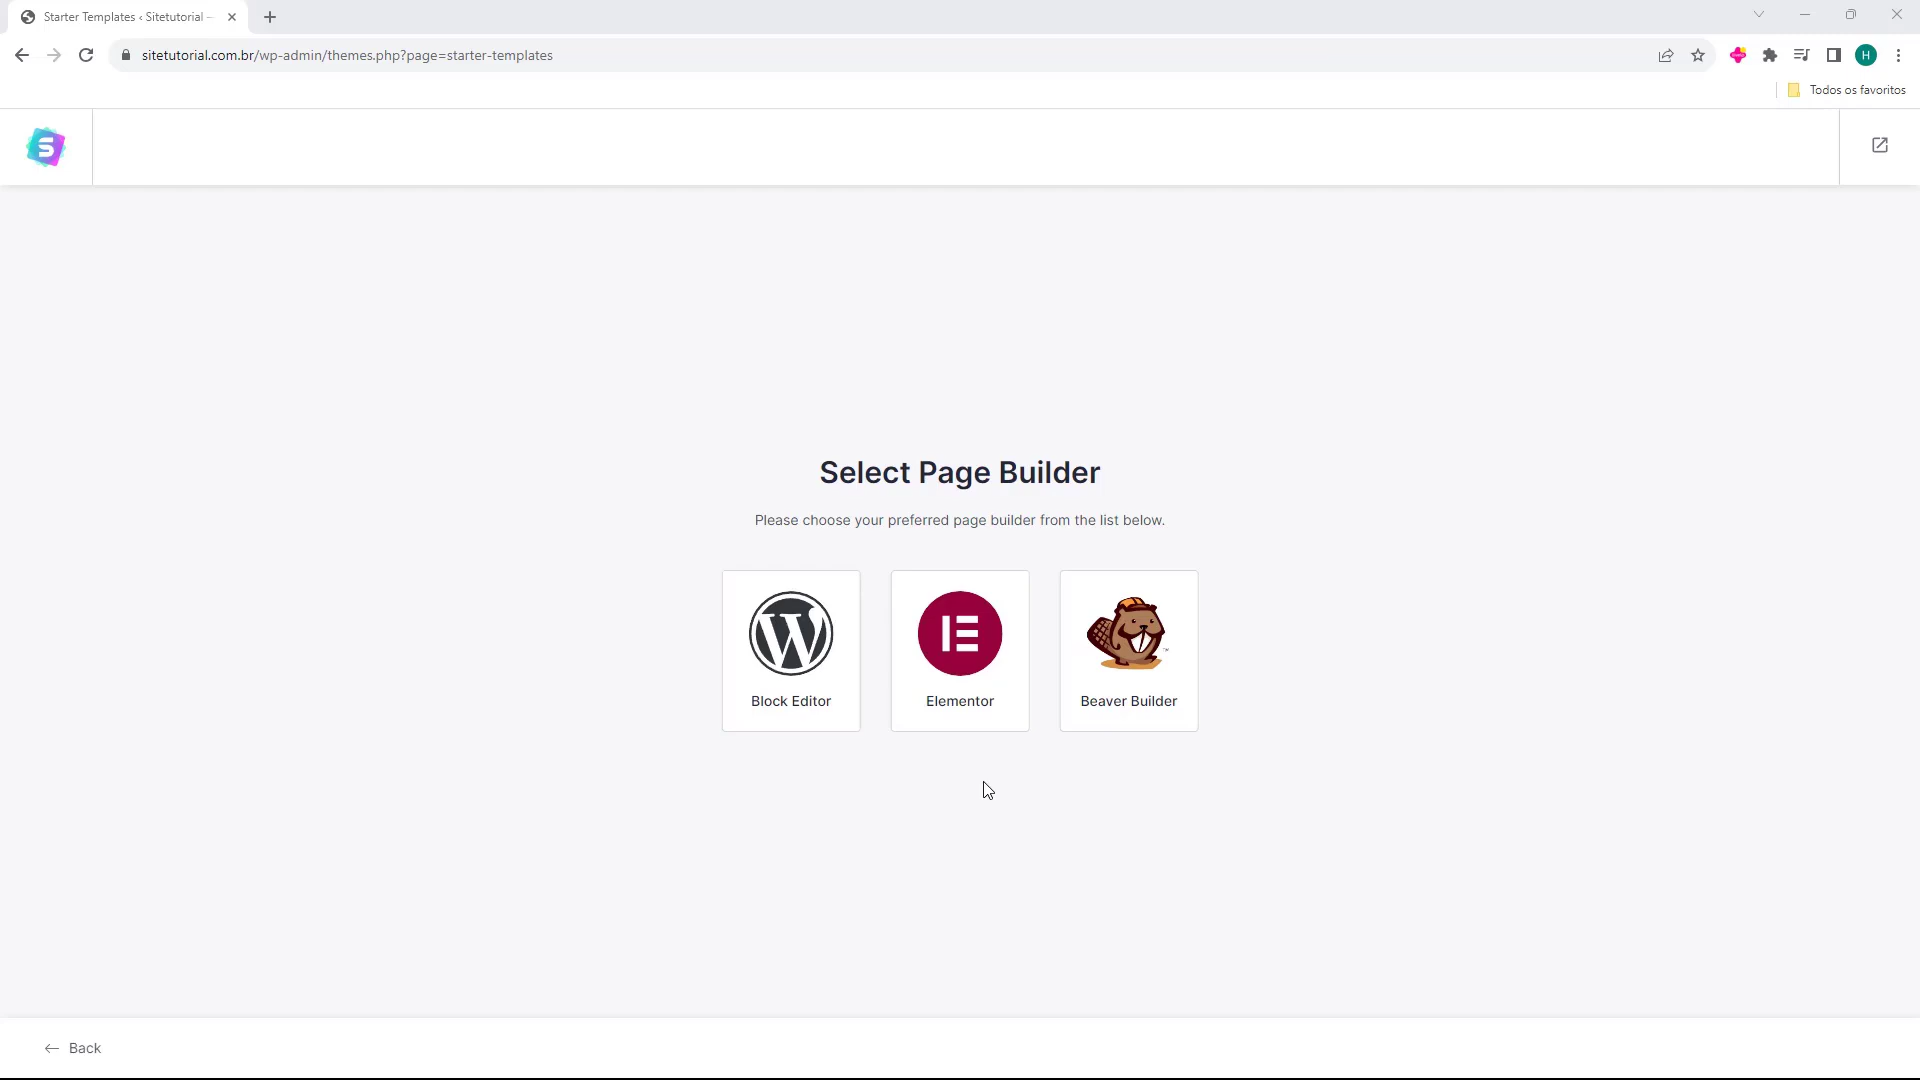 Starter Templates ‹ Sitetutorial –
sitetutorial.com.br/wp-admin/themes.php?page=starter-templates
H
Todos os favoritos
S
Select Page Builder
Please choose your preferred page builder from the list below.
Block Editor
Elementor
Beaver Builder
Back